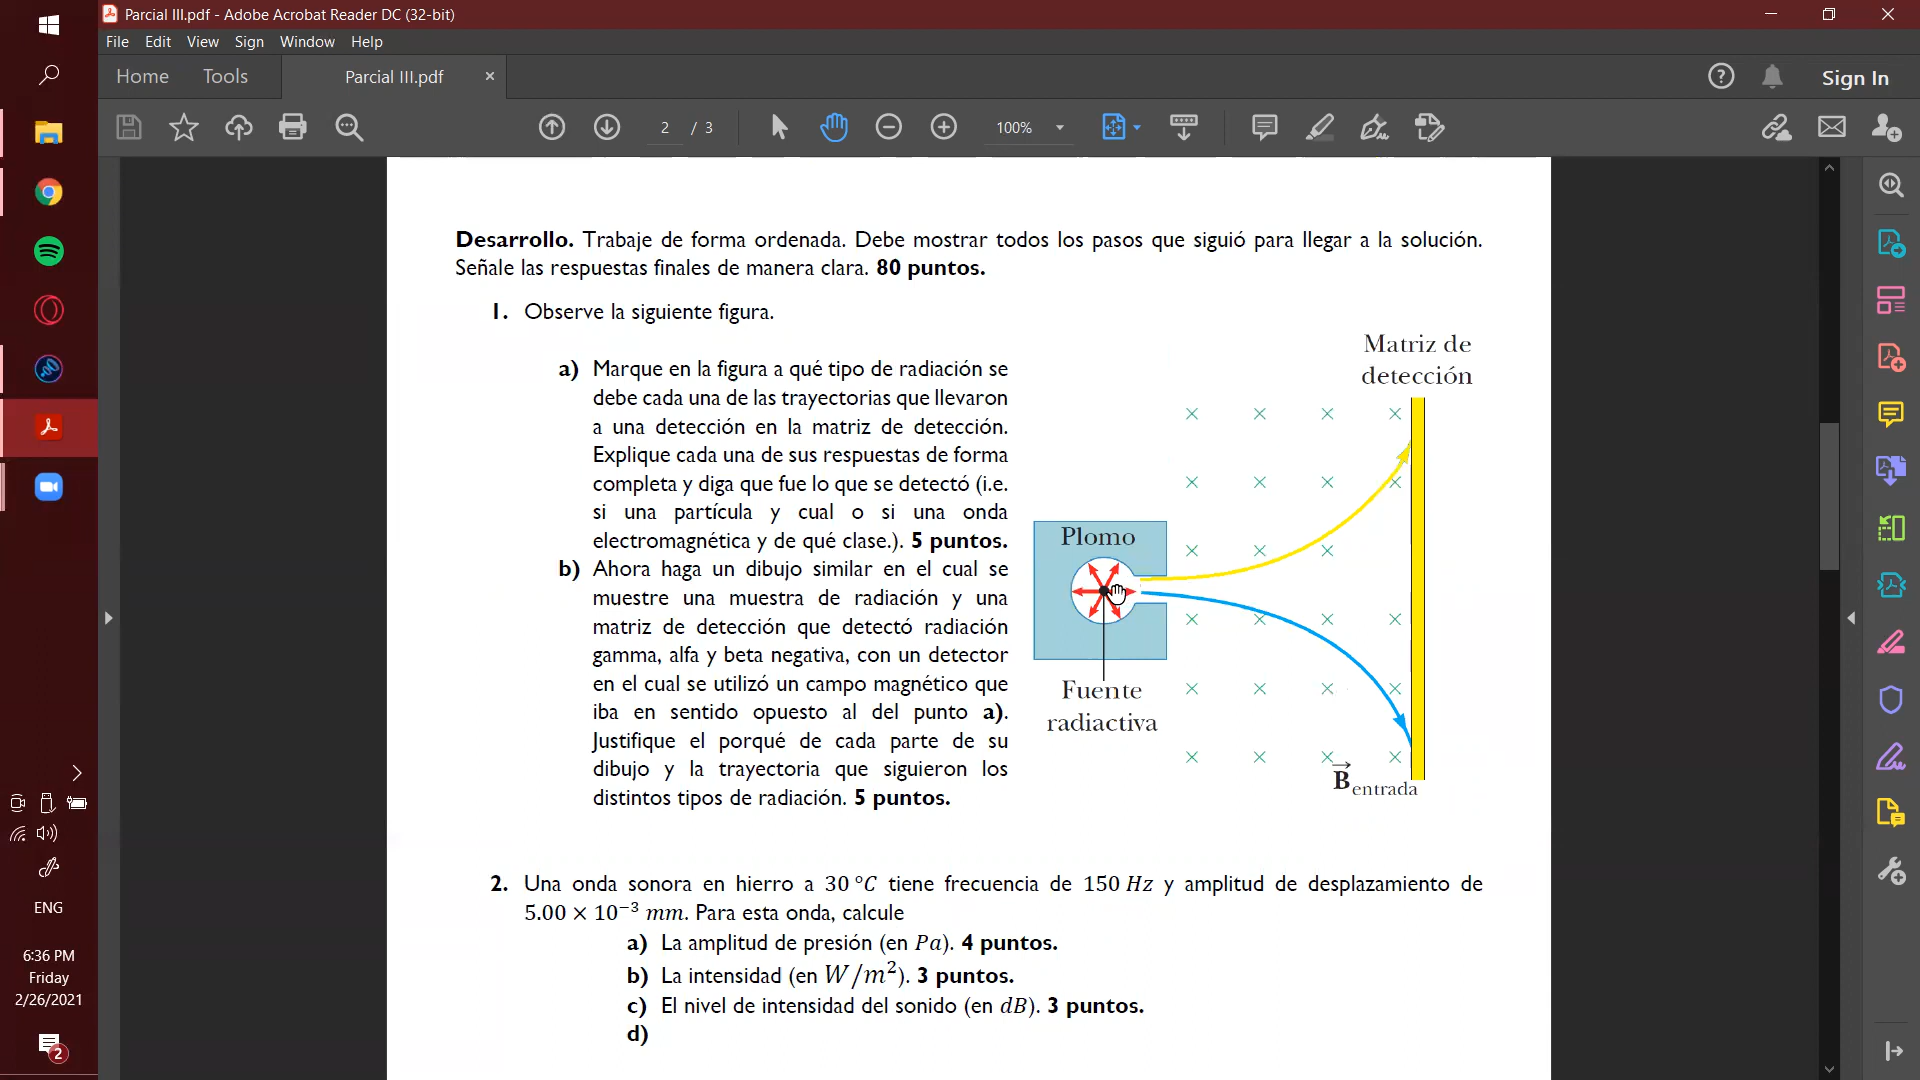 Parcial III.pdf - Adobe Acrobat Reader DC (32-bit)
File Edit View Sign Window Help
Home Tools Parcial III.pdf × Sign In
2 / 3 100%
Desarrollo. Trabaje de forma ordenada. Debe mostrar todos los pasos que siguió para llegar a la solución.
Señale las respuestas finales de manera clara. 80 puntos.
1. Observe la siguiente figura.
a) Marque en la figura a qué tipo de radiación se
debe cada una de las trayectorias que llevaron
a una detección en la matriz de detección.
Explique cada una de sus respuestas de forma
completa y diga que fue lo que se detectó (i.e.
si una partícula y cual o si una onda
electromagnética y de qué clase.). 5 puntos.
b) Ahora haga un dibujo similar en el cual se
muestre una muestra de radiación y una
matriz de detección que detectó radiación
gamma, alfa y beta negativa, con un detector
en el cual se utilizó un campo magnético que
iba en sentido opuesto al del punto a).
Justifique el porqué de cada parte de su
dibujo y la trayectoria que siguieron los
distintos tipos de radiación. 5 puntos.
Matriz de
detección
Plomo
Fuente
radiactiva
B⃗ entrada
2. Una onda sonora en hierro a 30 °C tiene frecuencia de 150 Hz y amplitud de desplazamiento de
5.00 × 10⁻³ mm. Para esta onda, calcule
a) La amplitud de presión (en Pa). 4 puntos.
b) La intensidad (en W/m²). 3 puntos.
c) El nivel de intensidad del sonido (en dB). 3 puntos.
d)
ENG
6:36 PM
Friday
2/26/2021
2